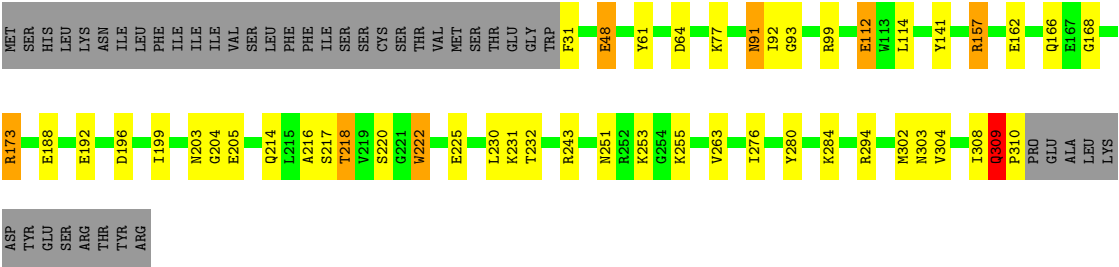 MET SER HIS LEU LYS ASN ILE LEU PHE ILE ILE ILE VAL SER LEU PHE PHE ILE SER SER CYS SER THR VAL MET SER THR GLU GLY TRP F31 E48 Y61 D64 K77 N91 I92 G93 R99 E112 W113 L114 Y141 R157 E162 Q166 E167 G168
R173 E188 E192 D196 I199 N203 G204 E205 Q214 L215 A216 S217 T218 V219 S220 G221 W222 E225 L230 K231 T232 R243 N251 R252 K253 G254 K255 V263 I276 Y280 K284 R294 M302 N303 V304 I308 Q309 P310 PRO GLU ALA LEU LYS
ASP TYR GLU SER ARG THR TYR ARG